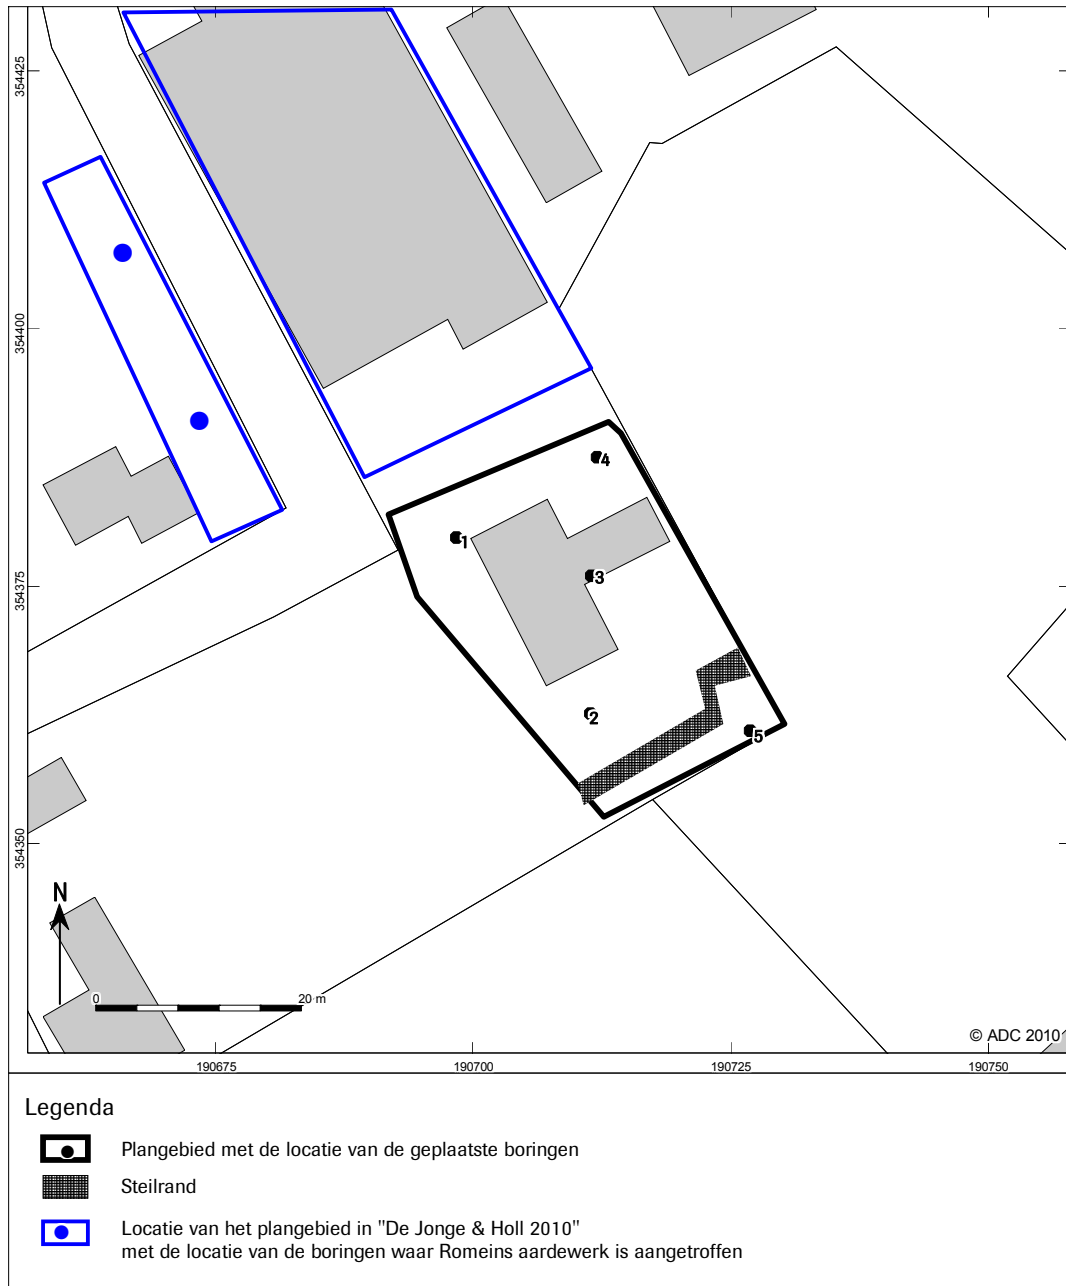 354425
354400
354375
354350
4
1
3
2
5
N
0 20 m
© ADC 2010
190675 190700 190725 190750
Legenda
Plangebied met de locatie van de geplaatste boringen
Steilrand
Locatie van het plangebied in "De Jonge & Holl 2010"
met de locatie van de boringen waar Romeins aardewerk is aangetroffen